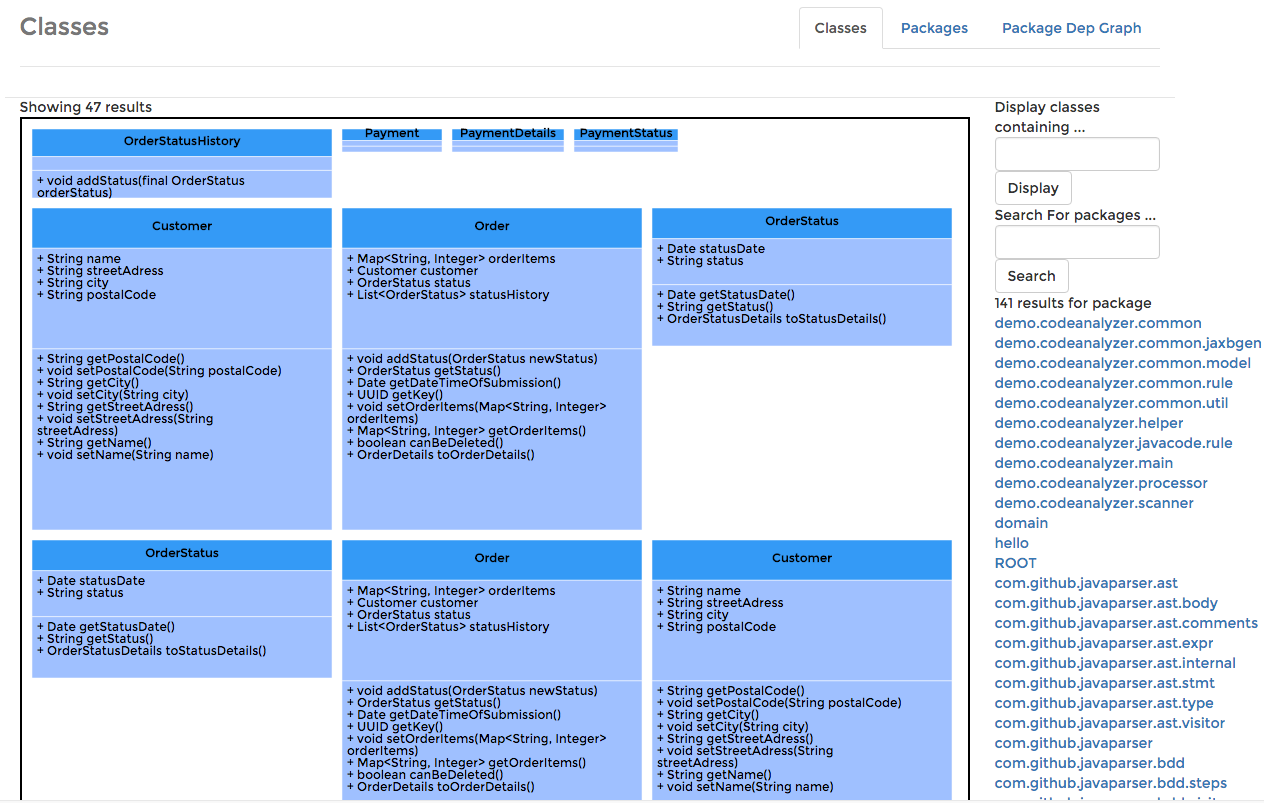 Classes
Classes
Packages
Package Dep Graph
Showing 47 results
OrderStatusHistory
+ void addStatus(final OrderStatus
orderStatus)
Payment
PaymentDetails
PaymentStatus
Customer
+ String name
+ String streetAdress
+ String city
+ String postalCode
+ String getPostalCode()
+ void setPostalCode(String postalCode)
+ String getCity()
+ void setCity(String city)
+ String getStreetAdress()
+ void setStreetAdress(String
streetAdress)
+ String getName()
+ void setName(String name)
Order
+ Map<String, Integer> orderItems
+ Customer customer
+ OrderStatus status
+ List<OrderStatus> statusHistory
+ void addStatus(OrderStatus newStatus)
+ OrderStatus getStatus()
+ Date getDateTimeOfSubmission()
+ UUID getKey()
+ void setOrderItems(Map<String, Integer>
orderItems)
+ Map<String, Integer> getOrderItems()
+ boolean canBeDeleted()
+ OrderDetails toOrderDetails()
OrderStatus
+ Date statusDate
+ String status
+ Date getStatusDate()
+ String getStatus()
+ OrderStatusDetails toStatusDetails()
OrderStatus
+ Date statusDate
+ String status
+ Date getStatusDate()
+ String getStatus()
+ OrderStatusDetails toStatusDetails()
Order
+ Map<String, Integer> orderItems
+ Customer customer
+ OrderStatus status
+ List<OrderStatus> statusHistory
+ void addStatus(OrderStatus newStatus)
+ OrderStatus getStatus()
+ Date getDateTimeOfSubmission()
+ UUID getKey()
+ void setOrderItems(Map<String, Integer>
orderItems)
+ Map<String, Integer> getOrderItems()
+ boolean canBeDeleted()
+ OrderDetails toOrderDetails()
Customer
+ String name
+ String streetAdress
+ String city
+ String postalCode
+ String getPostalCode()
+ void setPostalCode(String postalCode)
+ String getCity()
+ void setCity(String city)
+ String getStreetAdress()
+ void setStreetAdress(String
streetAdress)
+ String getName()
+ void setName(String name)
Display classes
containing ...
Display
Search For packages ...
Search
141 results for package
demo.codeanalyzer.common
demo.codeanalyzer.common.jaxbgen
demo.codeanalyzer.common.model
demo.codeanalyzer.common.rule
demo.codeanalyzer.common.util
demo.codeanalyzer.helper
demo.codeanalyzer.javacode.rule
demo.codeanalyzer.main
demo.codeanalyzer.processor
demo.codeanalyzer.scanner
domain
hello
ROOT
com.github.javaparser.ast
com.github.javaparser.ast.body
com.github.javaparser.ast.comments
com.github.javaparser.ast.expr
com.github.javaparser.ast.internal
com.github.javaparser.ast.stmt
com.github.javaparser.ast.type
com.github.javaparser.ast.visitor
com.github.javaparser
com.github.javaparser.bdd
com.github.javaparser.bdd.steps